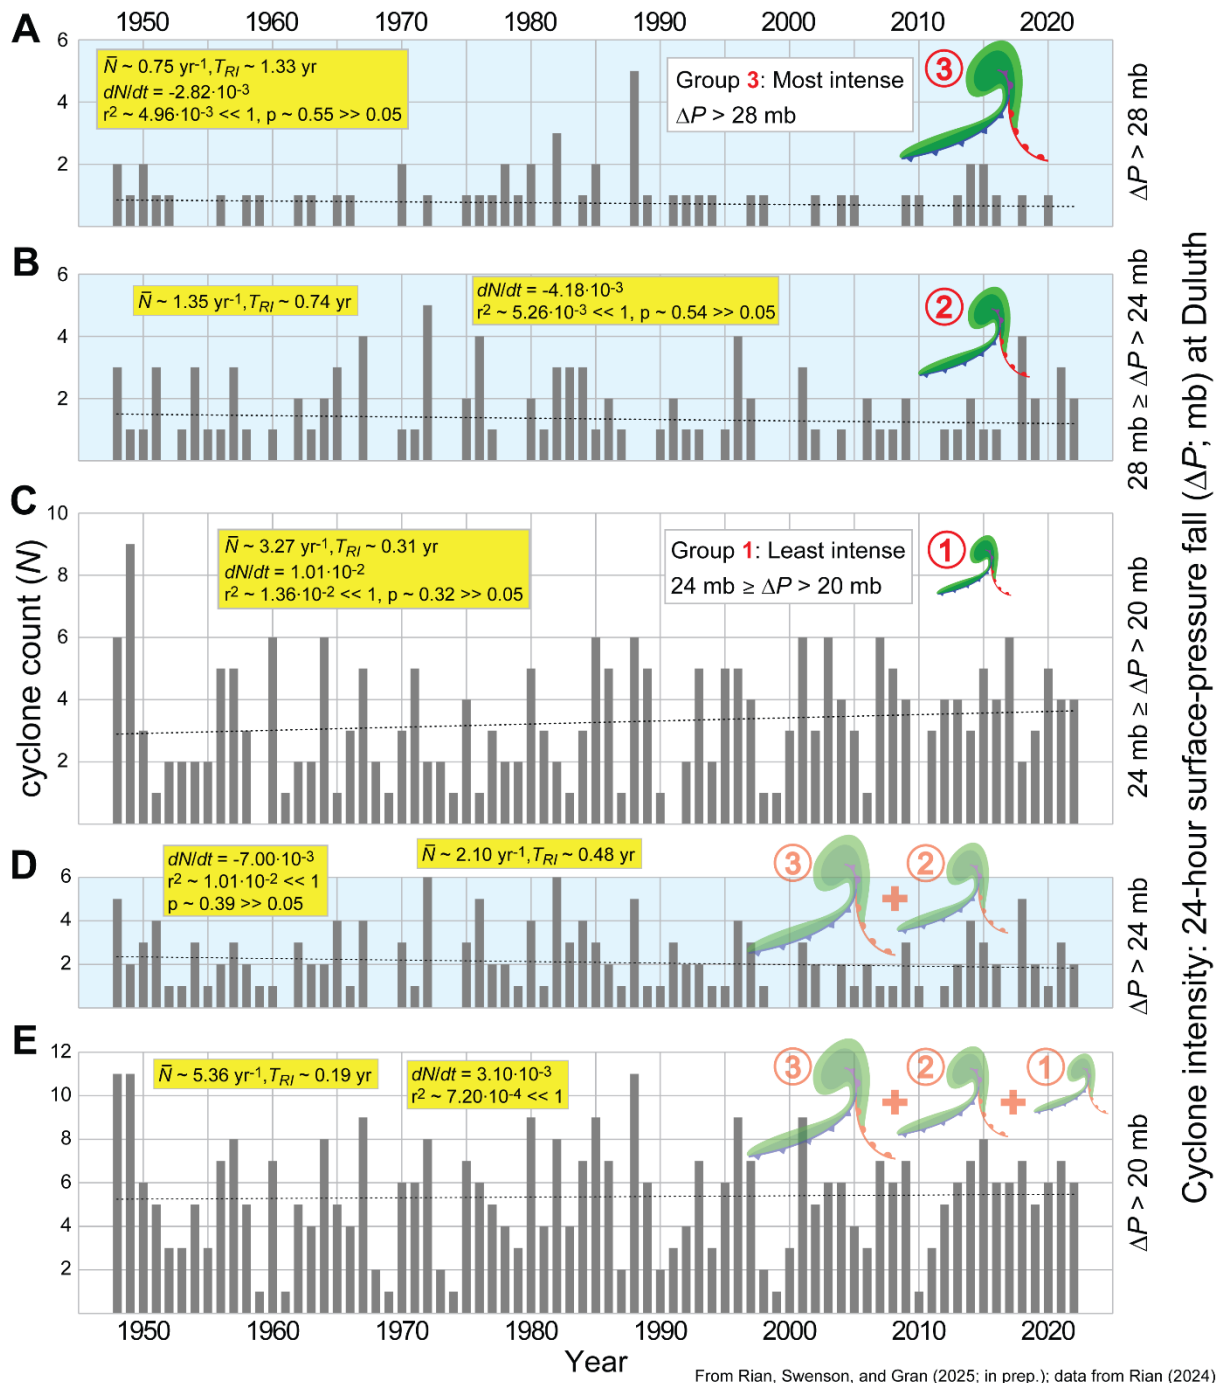 1950 1960 1970 1980 1990 2000 2010 2020
A
6
4
2
N̅ ~ 0.75 yr⁻¹, T_RI ~ 1.33 yr
dN/dt = -2.82·10⁻³
r² ~ 4.96·10⁻³ << 1, p ~ 0.55 >> 0.05
Group 3: Most intense
ΔP > 28 mb
3
ΔP > 28 mb
B
6
4
2
N̅ ~ 1.35 yr⁻¹, T_RI ~ 0.74 yr
dN/dt = -4.18·10⁻³
r² ~ 5.26·10⁻³ << 1, p ~ 0.54 >> 0.05
2
28 mb ≥ ΔP > 24 mb
C
10
8
6
4
2
N̅ ~ 3.27 yr⁻¹, T_RI ~ 0.31 yr
dN/dt = 1.01·10⁻²
r² ~ 1.36·10⁻² << 1, p ~ 0.32 >> 0.05
Group 1: Least intense
24 mb ≥ ΔP > 20 mb
1
24 mb ≥ ΔP > 20 mb
cyclone count (N)
D
6
4
2
dN/dt = -7.00·10⁻³
r² ~ 1.01·10⁻² << 1
p ~ 0.39 >> 0.05
N̅ ~ 2.10 yr⁻¹, T_RI ~ 0.48 yr
3 + 2
ΔP > 24 mb
E
12
10
8
6
4
2
N̅ ~ 5.36 yr⁻¹, T_RI ~ 0.19 yr
dN/dt = 3.10·10⁻³
r² ~ 7.20·10⁻⁴ << 1
3 + 2 + 1
ΔP > 20 mb
Cyclone intensity: 24-hour surface-pressure fall (ΔP; mb) at Duluth
1950 1960 1970 1980 1990 2000 2010 2020
Year
From Rian, Swenson, and Gran (2025; in prep.); data from Rian (2024)